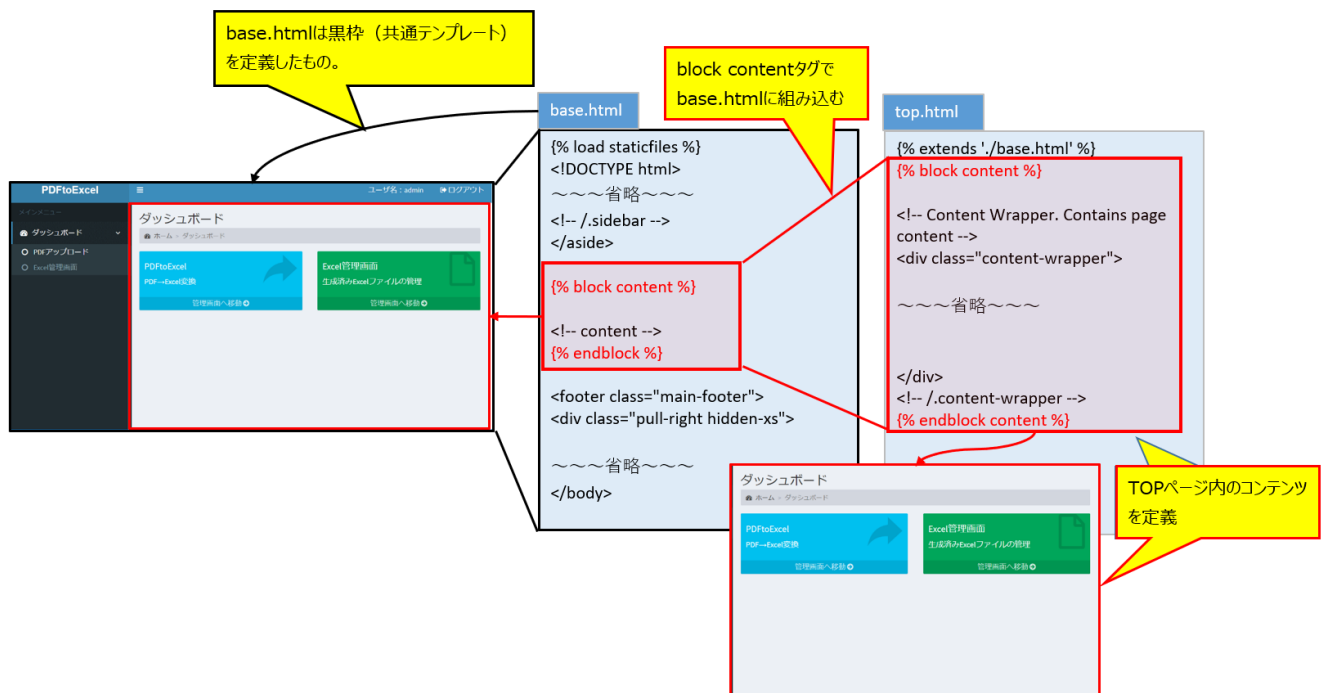 base.htmlは黒枠（共通テンプレート）
を定義したもの。
block contentタグで
base.htmlに組み込む
base.html
{% load staticfiles %}
<!DOCTYPE html>
～～～省略～～～
<!-- /.sidebar -->
</aside>
{% block content %}
<!-- content -->
{% endblock %}
<footer class="main-footer">
<div class="pull-right hidden-xs">
～～～省略～～～
</body>
top.html
{% extends './base.html' %}
{% block content %}
<!-- Content Wrapper. Contains page
content -->
<div class="content-wrapper">
～～～省略～～～
</div>
<!-- /.content-wrapper -->
{% endblock content %}
TOPページ内のコンテンツ
を定義
PDFtoExcel
ユーザ名 : admin
ログアウト
メインメニュー
ダッシュボード
PDFアップロード
Excel管理画面
ダッシュボード
ホーム > ダッシュボード
PDFtoExcel
PDF→Excel変換
管理画面へ移動
Excel管理画面
生成済みExcelファイルの管理
管理画面へ移動
ダッシュボード
ホーム > ダッシュボード
PDFtoExcel
PDF→Excel変換
管理画面へ移動
Excel管理画面
生成済みExcelファイルの管理
管理画面へ移動